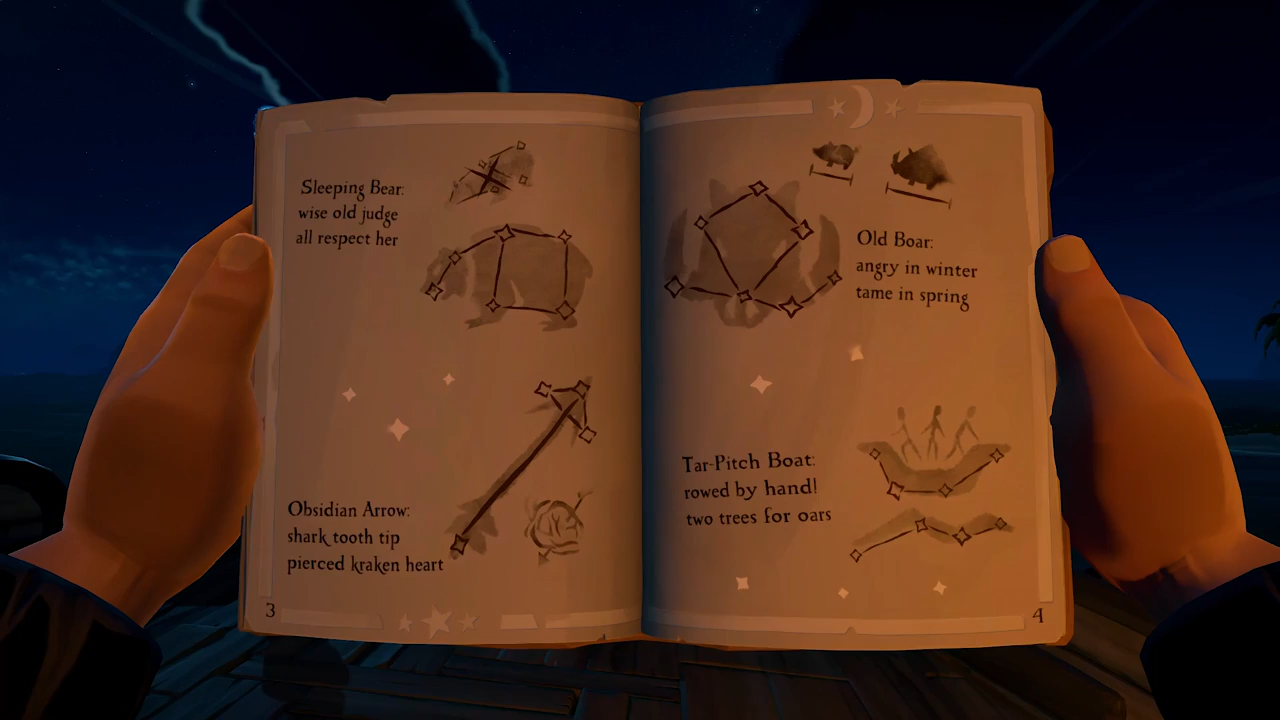 Sleeping Bear:
wise old judge
all respect her
Obsidian Arrow:
shark tooth tip
pierced kraken heart
3
Old Boar:
angry in winter
tame in spring
Tar-Pitch Boat:
rowed by hand!
two trees for oars
4